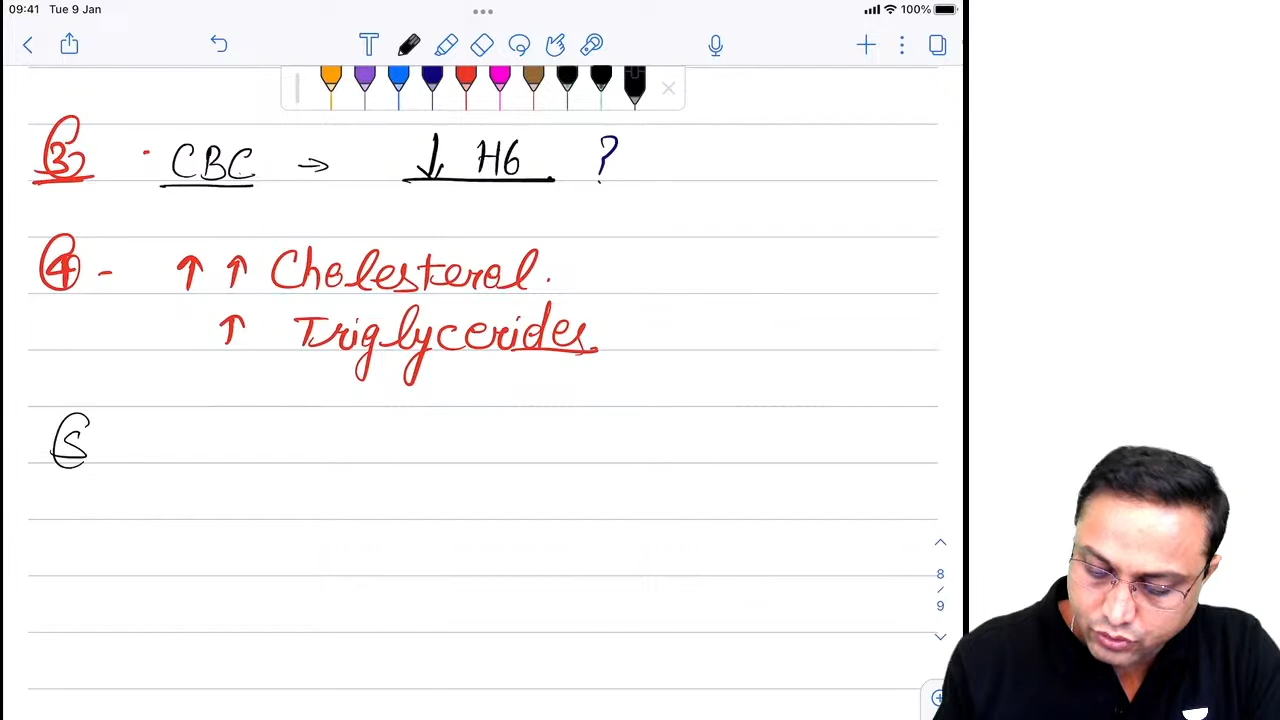 09:41 Tue 9 Jan 100%
T
3 CBC → ↓ Hb ?
4 - ↑ ↑ Cholesterol.
↑ Triglycerides.
5
8
9